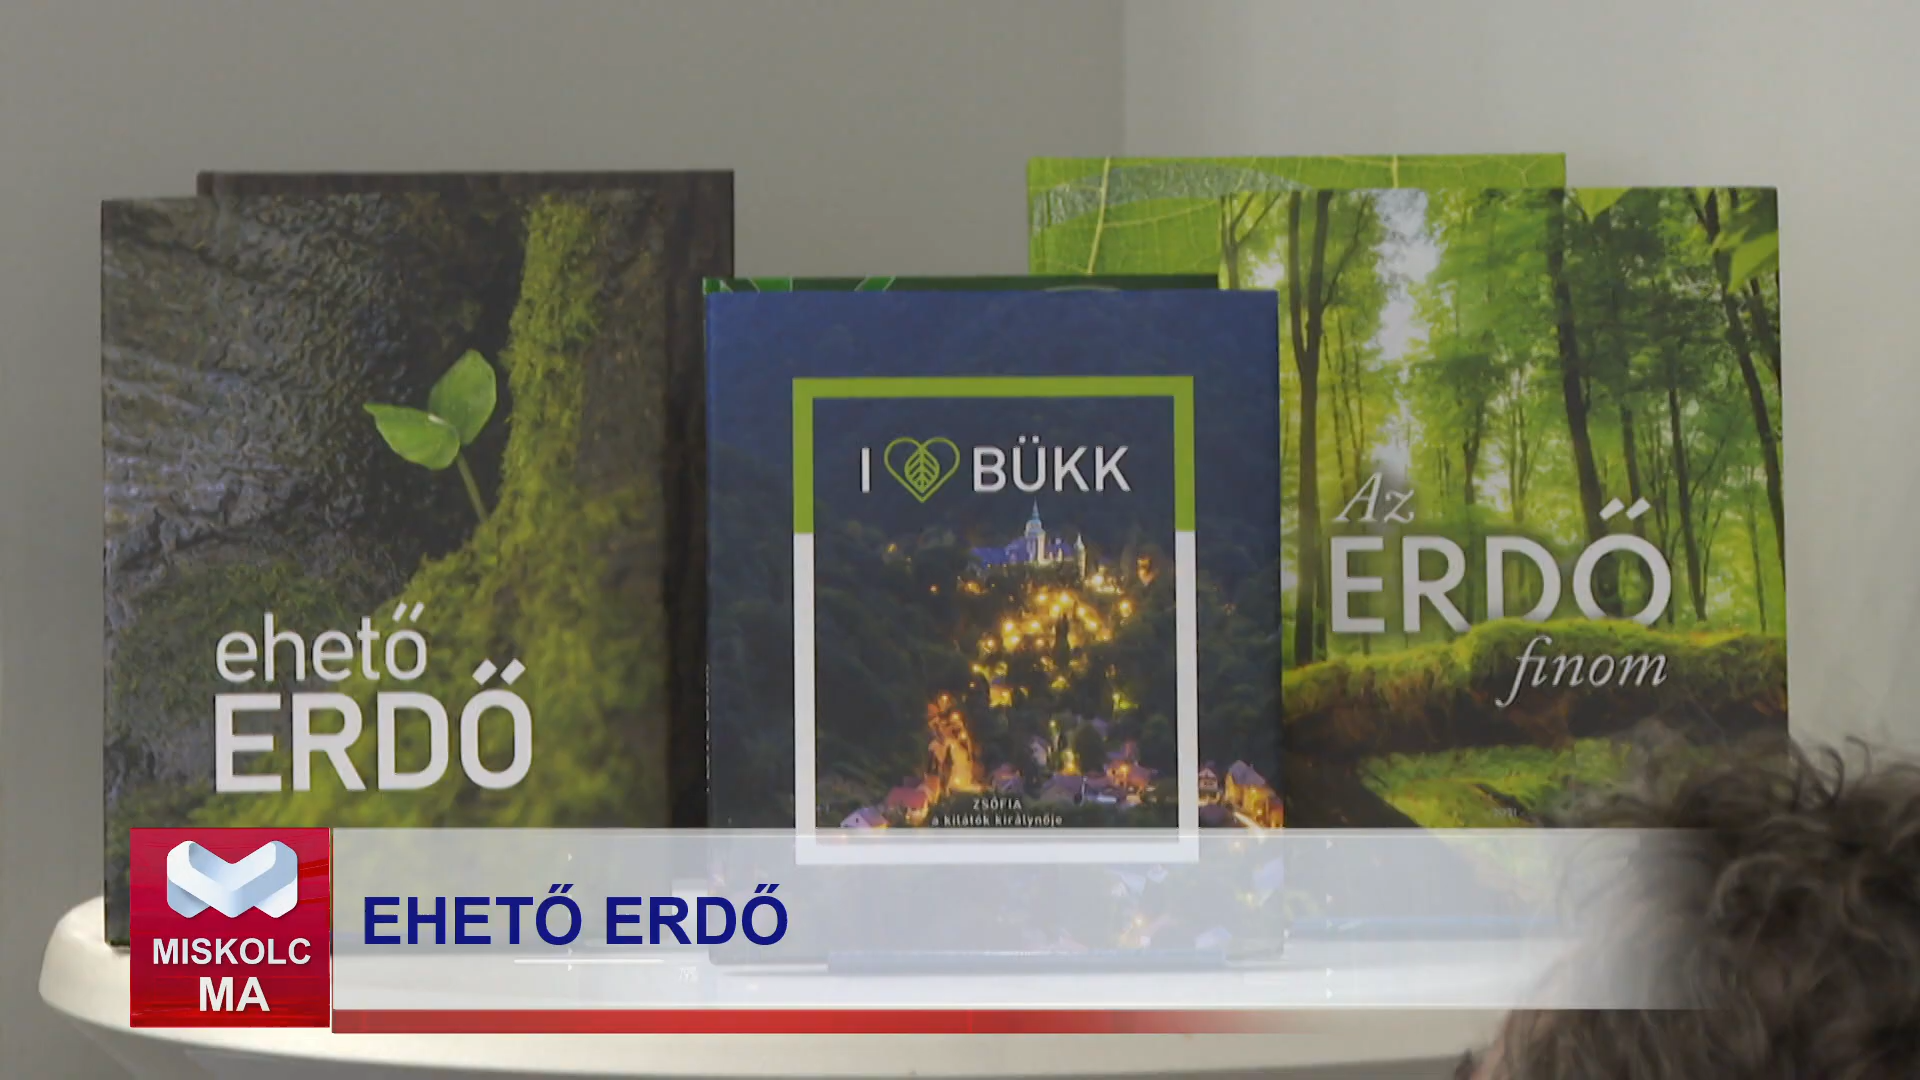 ehető
ERDŐ
I BÜKK
ZSÓFIA
a kilátók királynője
Az
ERDŐ
finom
MISKOLC
MA
EHETŐ ERDŐ